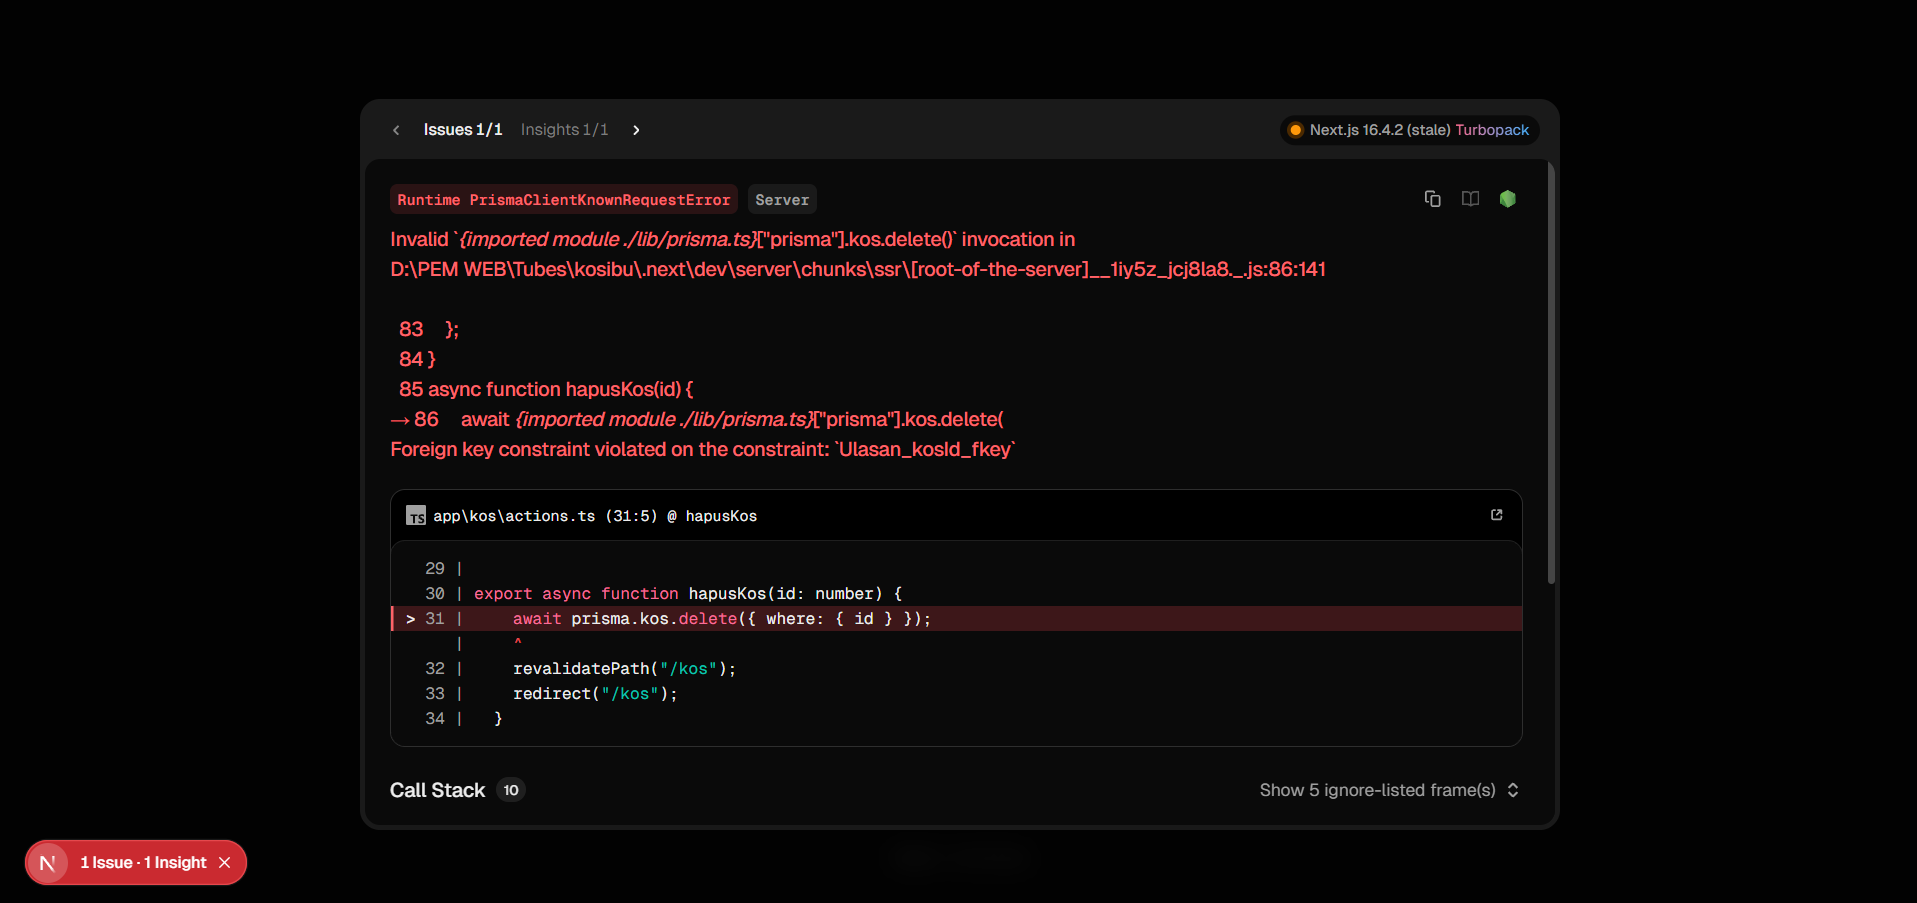 Issues 1/1 Insights 1/1
Next.js 16.4.2 (stale) Turbopack
Runtime PrismaClientKnownRequestError Server
Invalid `{imported module ./lib/prisma.ts}["prisma"].kos.delete()` invocation in
D:\PEM WEB\Tubes\kosibu\.next\dev\server\chunks\ssr\[root-of-the-server]__1iy5z_jcj8la8._.js:86:141
83 };
84 }
85 async function hapusKos(id) {
→ 86 await {imported module ./lib/prisma.ts}["prisma"].kos.delete(
Foreign key constraint violated on the constraint: `Ulasan_kosId_fkey`
TS app\kos\actions.ts (31:5) @ hapusKos
29 |
30 | export async function hapusKos(id: number) {
> 31 | await prisma.kos.delete({ where: { id } });
| ^
32 | revalidatePath("/kos");
33 | redirect("/kos");
34 | }
Call Stack 10
Show 5 ignore-listed frame(s)
N 1 Issue · 1 Insight